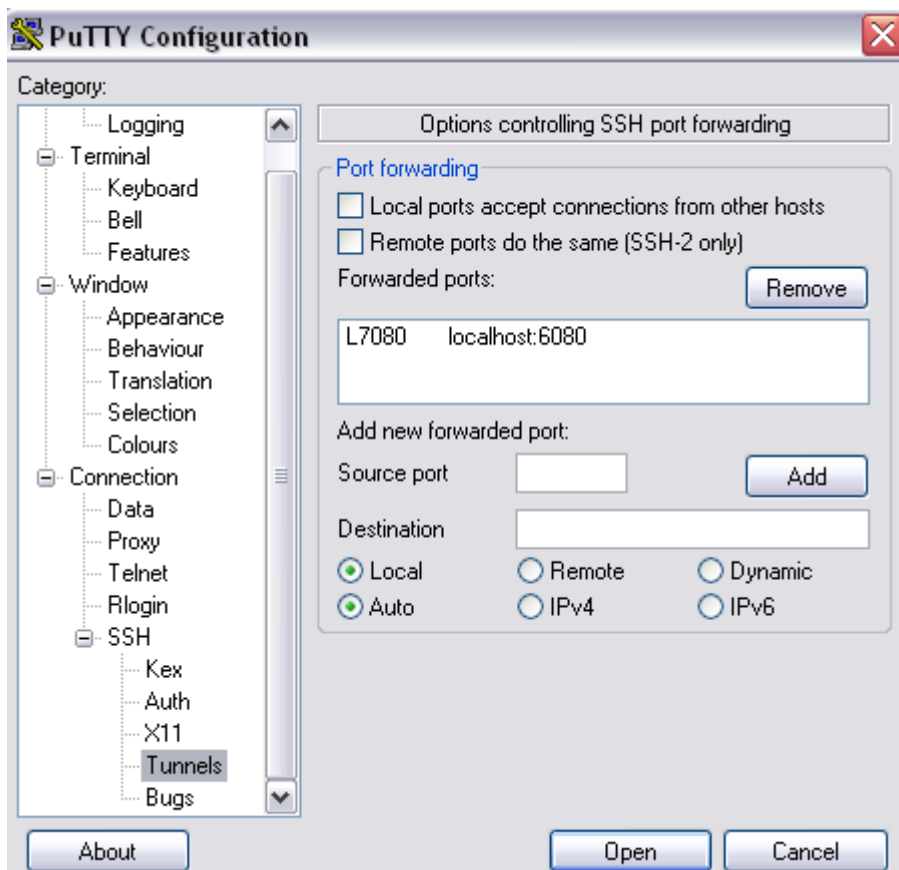 PuTTY Configuration
Category:
Logging
Terminal
Keyboard
Bell
Features
Window
Appearance
Behaviour
Translation
Selection
Colours
Connection
Data
Proxy
Telnet
Rlogin
SSH
Kex
Auth
X11
Tunnels
Bugs
Options controlling SSH port forwarding
Port forwarding
Local ports accept connections from other hosts
Remote ports do the same (SSH-2 only)
Forwarded ports:
Remove
L7080 localhost:6080
Add new forwarded port:
Source port
Add
Destination
Local Remote Dynamic
Auto IPv4 IPv6
About Open Cancel